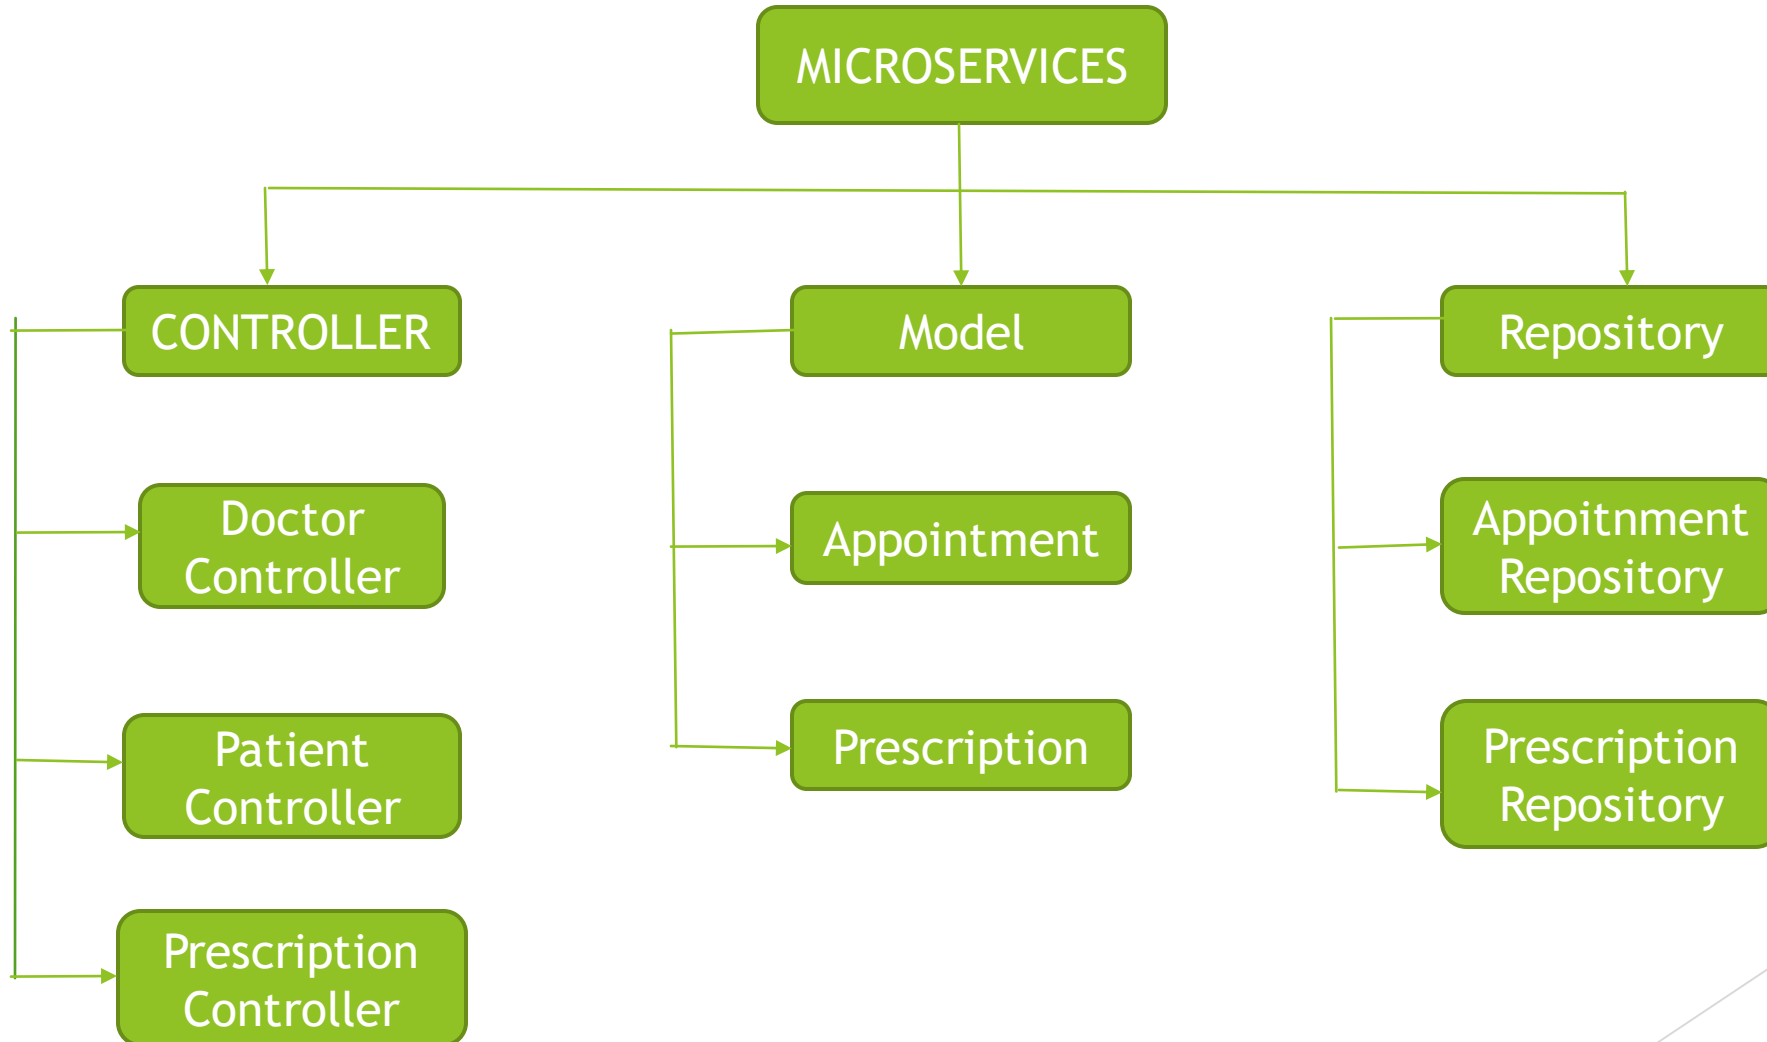 MICROSERVICES
CONTROLLER
Model
Repository
Doctor
Controller
Appointment
Appoitnment
Repository
Patient
Controller
Prescription
Prescription
Repository
Prescription
Controller